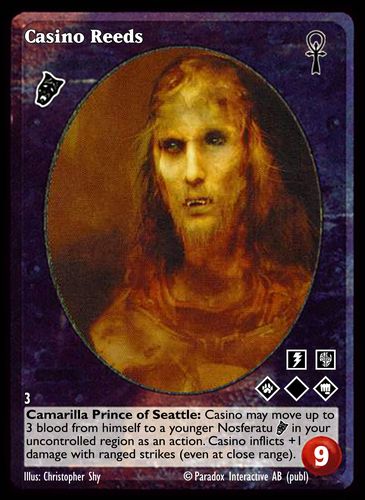 Casino Reeds
3
Camarilla Prince of Seattle: Casino may move up to
3 blood from himself to a younger Nosferatu in your
uncontrolled region as an action. Casino inflicts +1
damage with ranged strikes (even at close range).
9
Illus: Christopher Shy
© Paradox Interactive AB (publ)